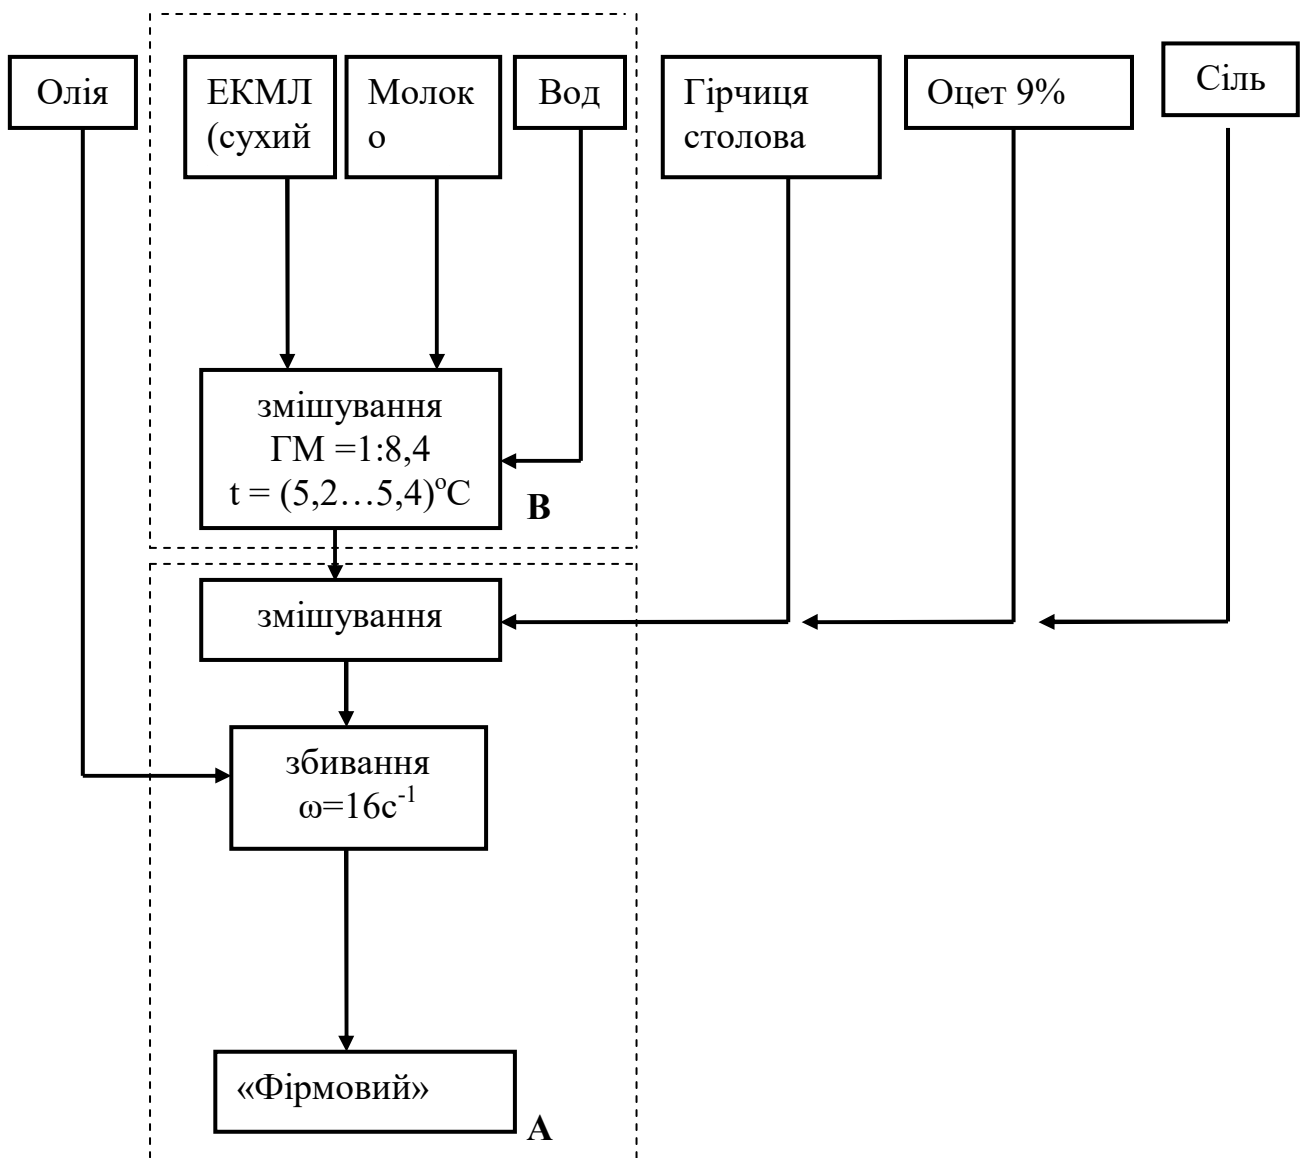 Олія
ЕКМЛ
(сухий
Молок
о
Вод
Гірчиця
столова
Оцет 9%
Сіль
змішування
ГМ =1:8,4
t = (5,2…5,4)ºС
В
змішування
збивання
ω=16с⁻¹
«Фірмовий»
А